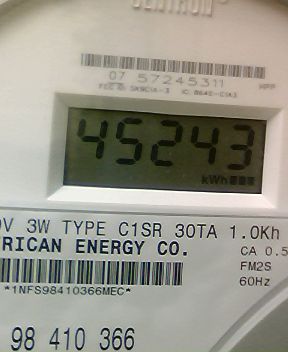 CENTRON
07 57245311
45243
kWh
V 3W TYPE C1SR 30TA 1.0Kh
RICAN ENERGY CO.
CA 0.5
FM2S
*1NFS98410366MEC*
60Hz
98 410 366